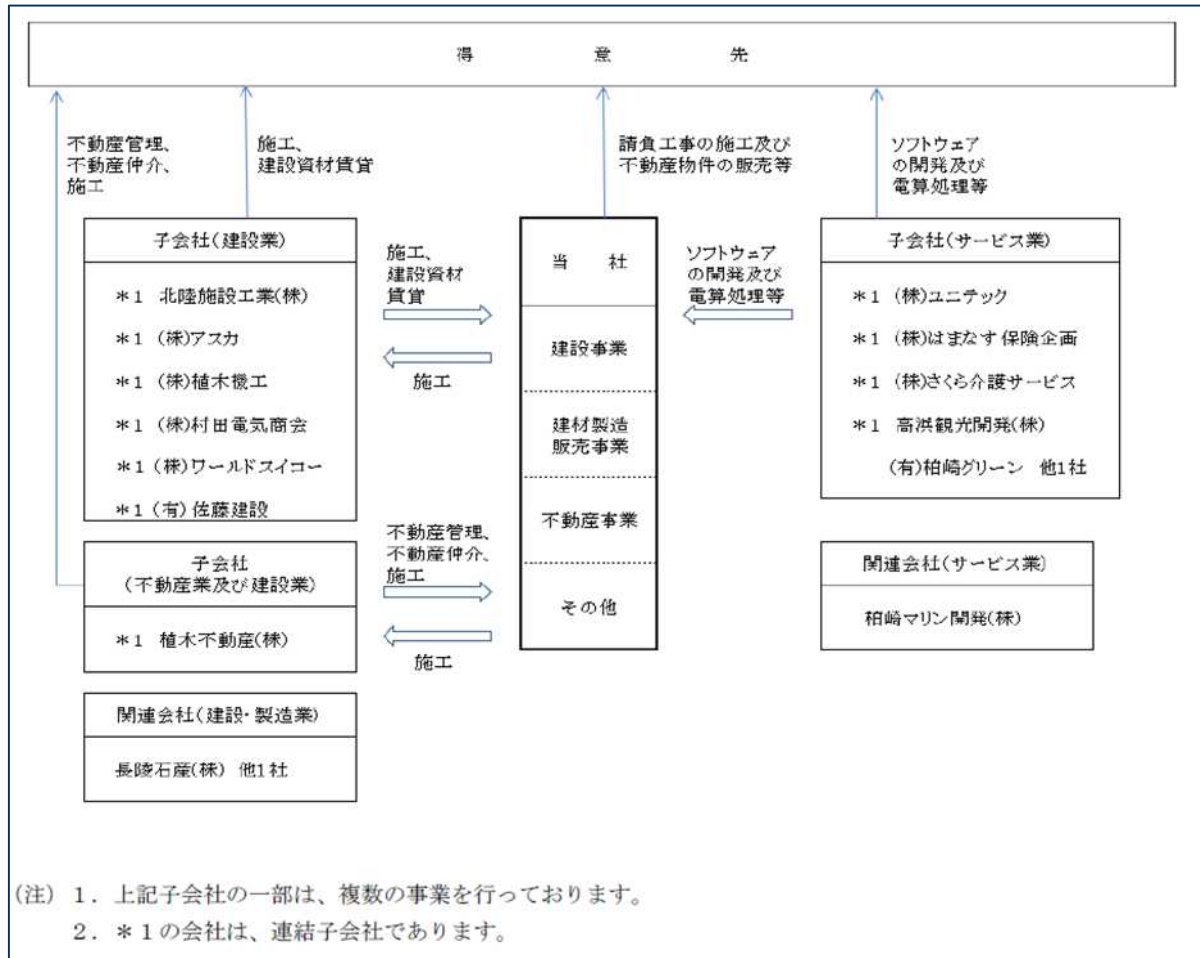 得意先
不動産管理、
不動産仲介、
施工
施工、
建設資材賃貸
請負工事の施工及び
不動産物件の販売等
ソフトウェア
の開発及び
電算処理等
子会社(建設業)
*1 北陸施設工業(株)
*1 (株)アスカ
*1 (株)植木機工
*1 (株)村田電気商会
*1 (株)ワールドスイコー
*1 (有)佐藤建設
施工、
建設資材
賃貸
施工
当社
建設事業
建材製造
販売事業
不動産事業
その他
ソフトウェア
の開発及び
電算処理等
子会社(サービス業)
*1 (株)ユニテック
*1 (株)はまなす保険企画
*1 (株)さくら介護サービス
*1 高浜観光開発(株)
(有)柏崎グリーン 他1社
子会社
(不動産業及び建設業)
*1 植木不動産(株)
不動産管理、
不動産仲介、
施工
施工
関連会社(サービス業)
柏崎マリン開発(株)
関連会社(建設・製造業)
長陵石産(株) 他1社
(注) 1. 上記子会社の一部は、複数の事業を行っております。
2. *1の会社は、連結子会社であります。